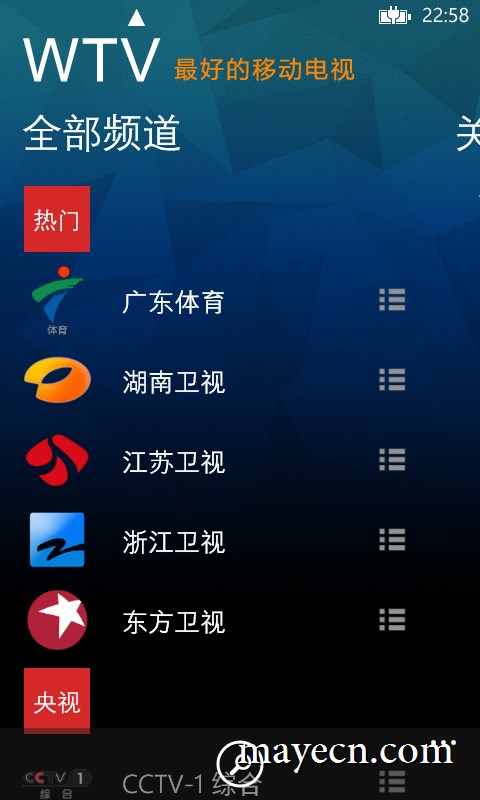 22:58
WTV 最好的移动电视
全部频道 关
热门
体育 广东体育
湖南卫视
江苏卫视
浙江卫视
东方卫视
央视
mayecn.com
CCTV 1 综合 CCTV-1 综合